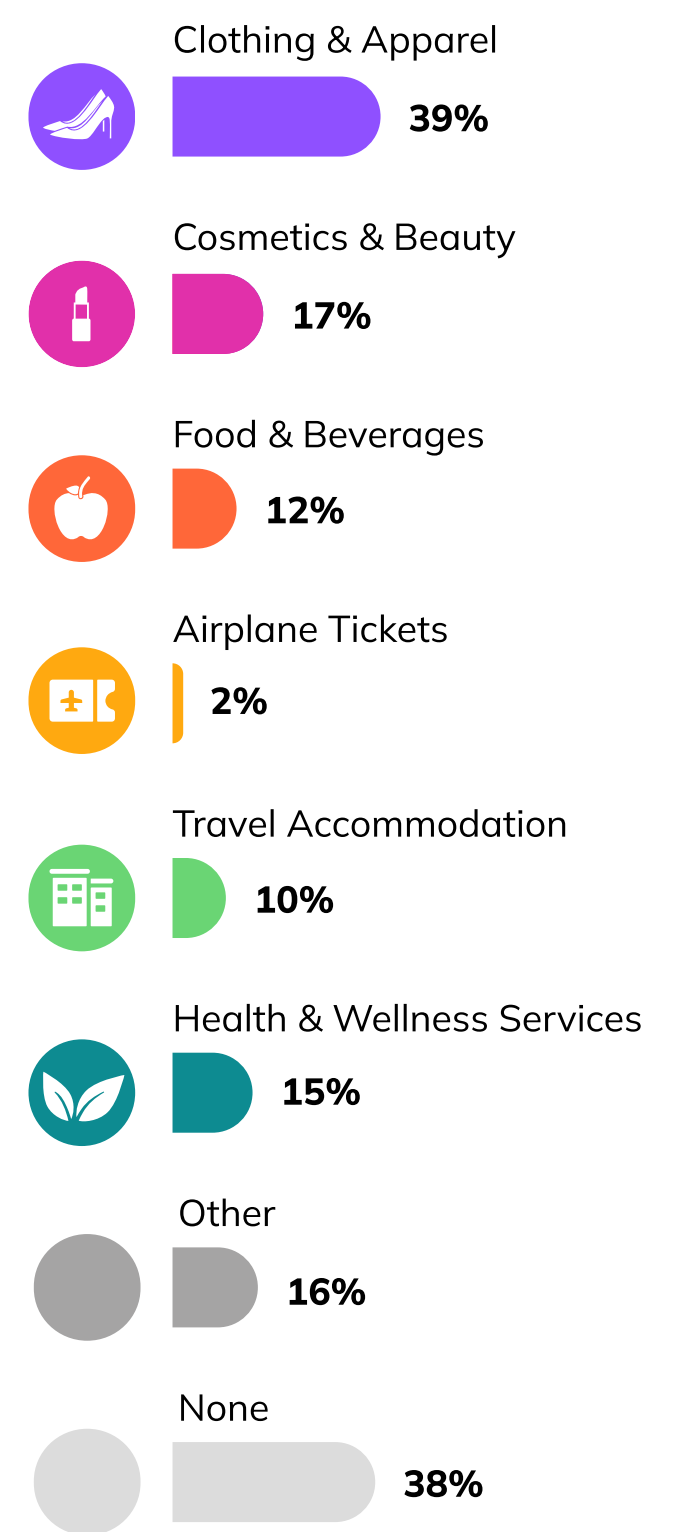 Clothing & Apparel
39%
Cosmetics & Beauty
17%
Food & Beverages
12%
Airplane Tickets
2%
Travel Accommodation
10%
Health & Wellness Services
15%
Other
16%
None
38%